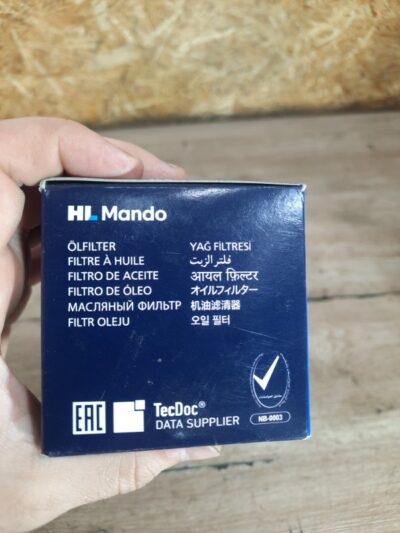 HL Mando
ÖLFILTER
FILTRE À HUILE
FILTRO DE ACEITE
FILTRO DE ÓLEO
МАСЛЯНЫЙ ФИЛЬТР
FILTR OLEJU
YAĞ FİLTRESİ
فلتر الزيت
आयल फ़िल्टर
オイルフィルター
机油滤清器
오일 필터
EAC
TecDoc®
DATA SUPPLIER
NB-0003